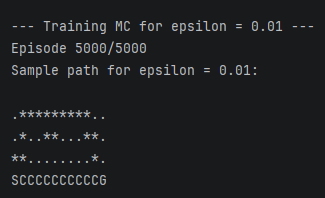 --- Training MC for epsilon = 0.01 ---
Episode 5000/5000
Sample path for epsilon = 0.01:
.*********..
.*..**...**.
**........*.
SCCCCCCCCCCG